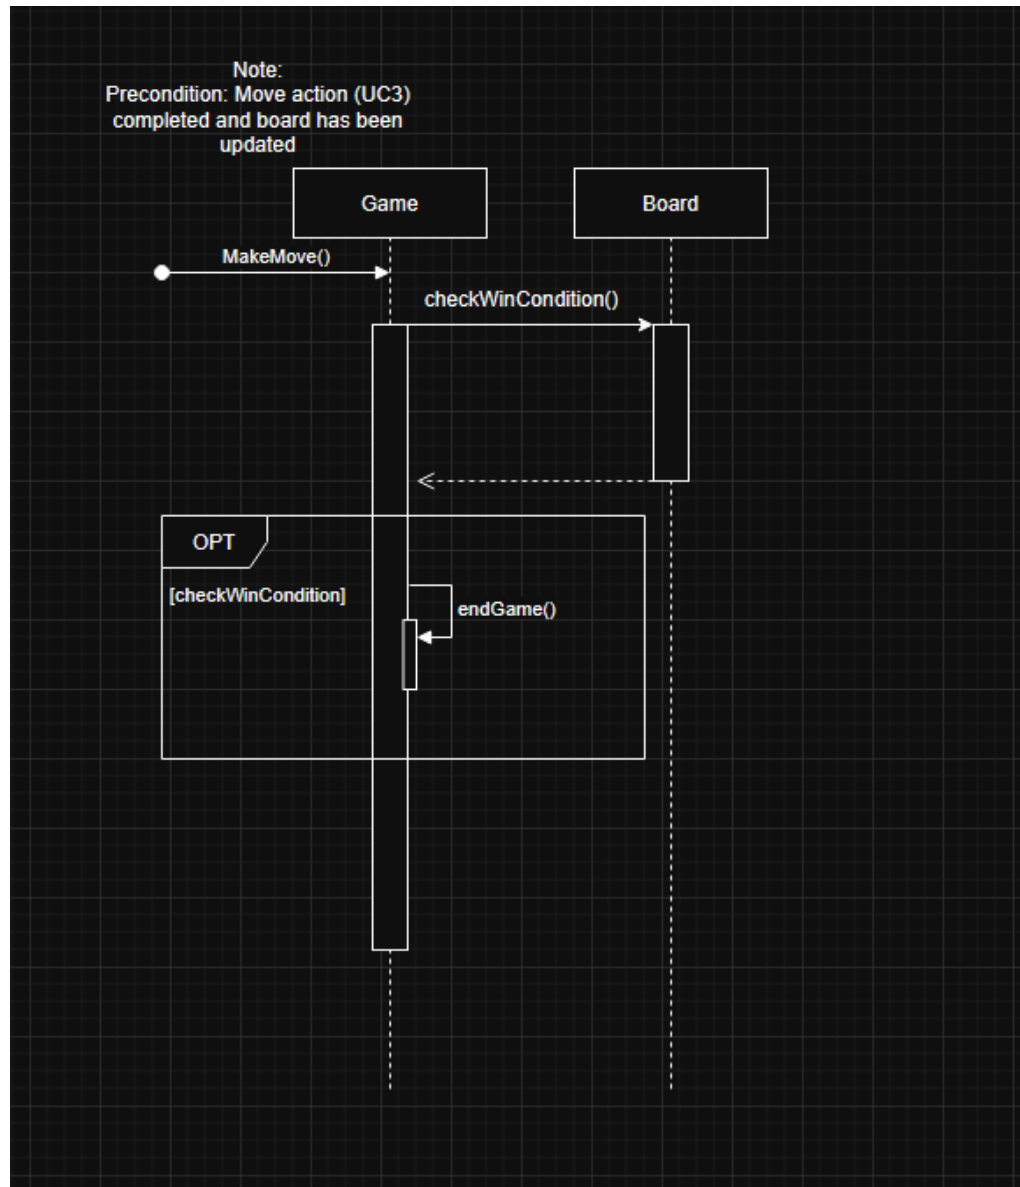 Note:
Precondition: Move action (UC3)
completed and board has been
updated
Game
Board
MakeMove()
checkWinCondition()
OPT
[checkWinCondition]
endGame()